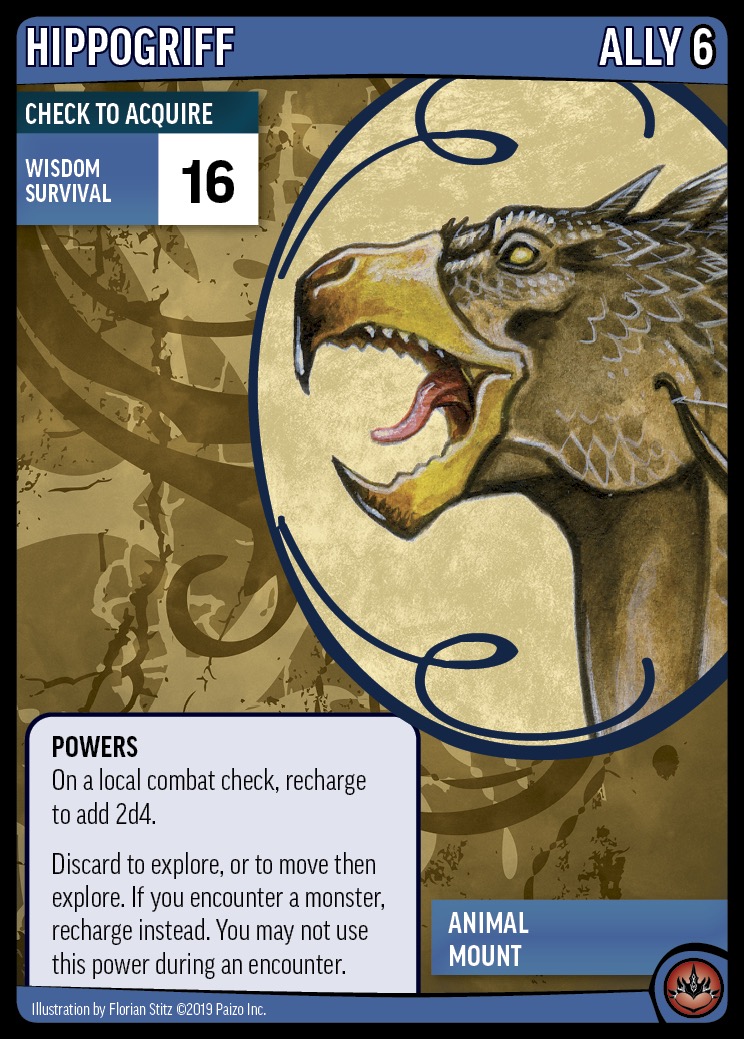 HIPPOGRIFF
ALLY 6
CHECK TO ACQUIRE
WISDOM
SURVIVAL
16
POWERS
On a local combat check, recharge
to add 2d4.
Discard to explore, or to move then
explore. If you encounter a monster,
recharge instead. You may not use
this power during an encounter.
ANIMAL
MOUNT
Illustration by Florian Stitz ©2019 Paizo Inc.